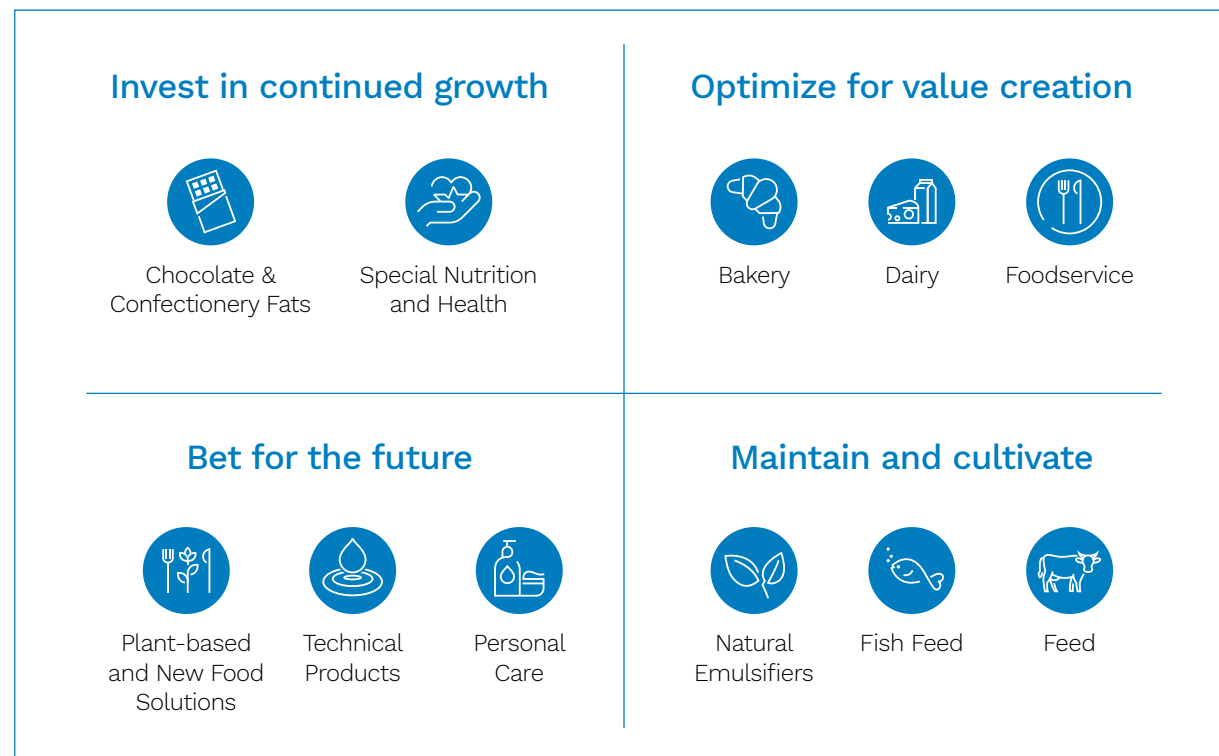 Invest in continued growth
Chocolate &
Confectionery Fats
Special Nutrition
and Health
Optimize for value creation
Bakery
Dairy
Foodservice
Bet for the future
Plant-based
and New Food
Solutions
Technical
Products
Personal
Care
Maintain and cultivate
Natural
Emulsifiers
Fish Feed
Feed